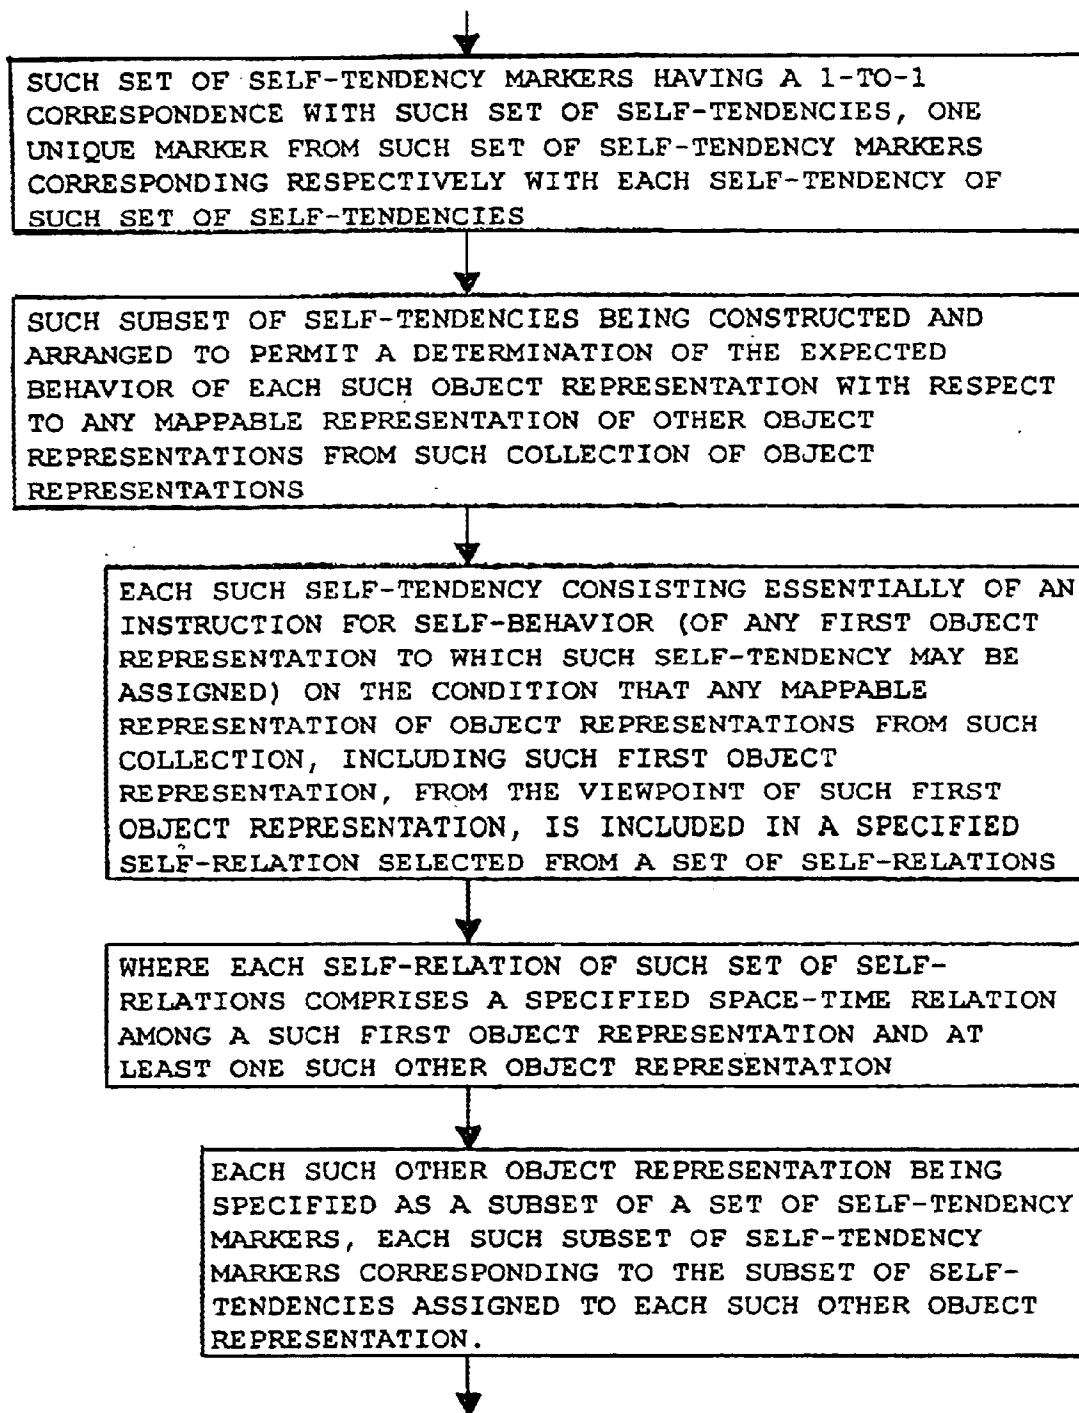 SUCH SET OF SELF-TENDENCY MARKERS HAVING A 1-TO-1
CORRESPONDENCE WITH SUCH SET OF SELF-TENDENCIES, ONE
UNIQUE MARKER FROM SUCH SET OF SELF-TENDENCY MARKERS
CORRESPONDING RESPECTIVELY WITH EACH SELF-TENDENCY OF
SUCH SET OF SELF-TENDENCIES
SUCH SUBSET OF SELF-TENDENCIES BEING CONSTRUCTED AND
ARRANGED TO PERMIT A DETERMINATION OF THE EXPECTED
BEHAVIOR OF EACH SUCH OBJECT REPRESENTATION WITH RESPECT
TO ANY MAPPABLE REPRESENTATION OF OTHER OBJECT
REPRESENTATIONS FROM SUCH COLLECTION OF OBJECT
REPRESENTATIONS
EACH SUCH SELF-TENDENCY CONSISTING ESSENTIALLY OF AN
INSTRUCTION FOR SELF-BEHAVIOR (OF ANY FIRST OBJECT
REPRESENTATION TO WHICH SUCH SELF-TENDENCY MAY BE
ASSIGNED) ON THE CONDITION THAT ANY MAPPABLE
REPRESENTATION OF OBJECT REPRESENTATIONS FROM SUCH
COLLECTION, INCLUDING SUCH FIRST OBJECT
REPRESENTATION, FROM THE VIEWPOINT OF SUCH FIRST
OBJECT REPRESENTATION, IS INCLUDED IN A SPECIFIED
SELF-RELATION SELECTED FROM A SET OF SELF-RELATIONS
WHERE EACH SELF-RELATION OF SUCH SET OF SELF-
RELATIONS COMPRISES A SPECIFIED SPACE-TIME RELATION
AMONG A SUCH FIRST OBJECT REPRESENTATION AND AT
LEAST ONE SUCH OTHER OBJECT REPRESENTATION
EACH SUCH OTHER OBJECT REPRESENTATION BEING
SPECIFIED AS A SUBSET OF A SET OF SELF-TENDENCY
MARKERS, EACH SUCH SUBSET OF SELF-TENDENCY
MARKERS CORRESPONDING TO THE SUBSET OF SELF-
TENDENCIES ASSIGNED TO EACH SUCH OTHER OBJECT
REPRESENTATION.